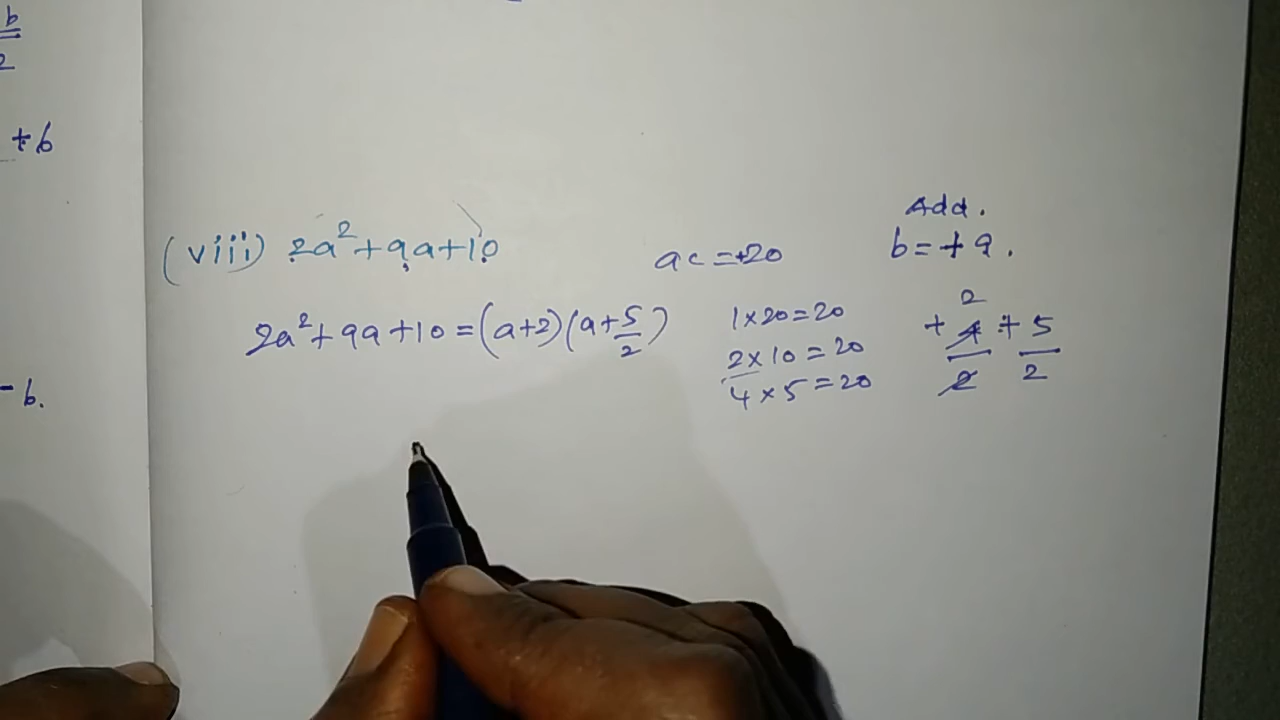 b/2
+b
-b.
(viii) 2a²+9a+10
2a²+9a+10=(a+2)(a+5/2)
ac=+20
1×20=20
2×10=20
4×5=20
Add.
b=+9.
2
+4/2+5/2